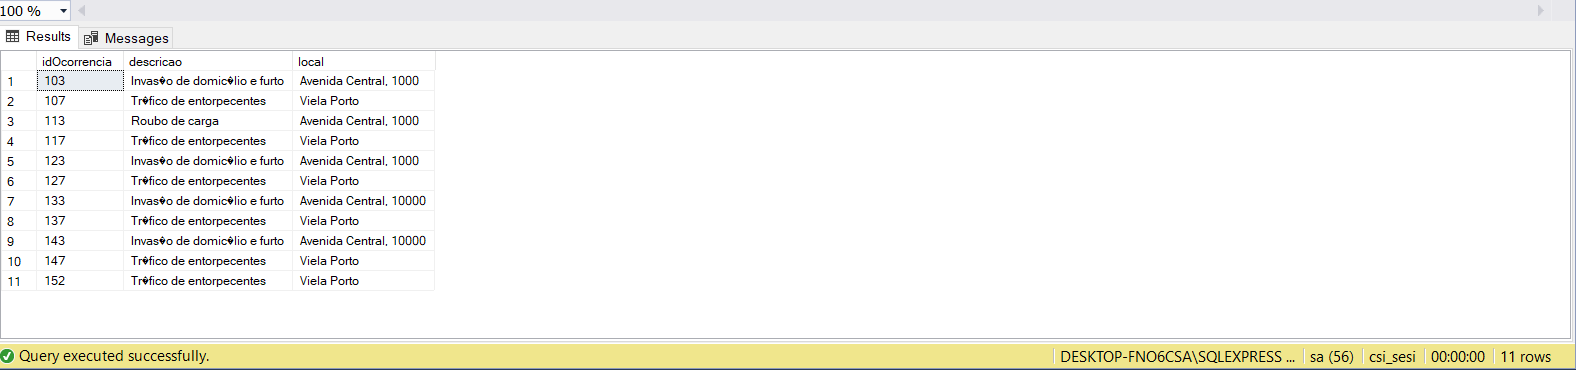 100 %
Results Messages
idOcorrencia descricao local
1 103 Invas�o de domic�lio e furto Avenida Central, 1000
2 107 Tr�fico de entorpecentes Viela Porto
3 113 Roubo de carga Avenida Central, 1000
4 117 Tr�fico de entorpecentes Viela Porto
5 123 Invas�o de domic�lio e furto Avenida Central, 1000
6 127 Tr�fico de entorpecentes Viela Porto
7 133 Invas�o de domic�lio e furto Avenida Central, 10000
8 137 Tr�fico de entorpecentes Viela Porto
9 143 Invas�o de domic�lio e furto Avenida Central, 10000
10 147 Tr�fico de entorpecentes Viela Porto
11 152 Tr�fico de entorpecentes Viela Porto
Query executed successfully. DESKTOP-FNO6CSA\SQLEXPRESS ... sa (56) csi_sesi 00:00:00 11 rows